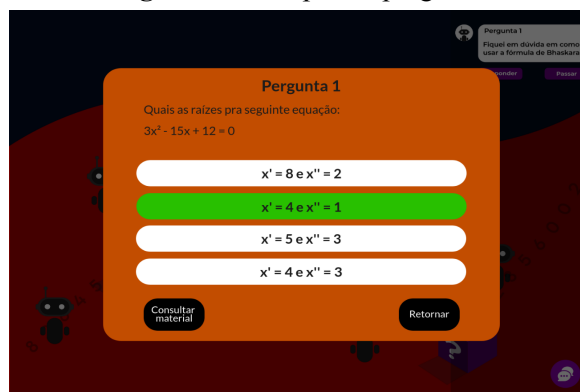 Pergunta 1
Fiquei em dúvida em como
usar a fórmula de Bhaskara
Passar
Pergunta 1
Quais as raízes pra seguinte equação:
3x² - 15x + 12 = 0
x' = 8 e x'' = 2
x' = 4 e x'' = 1
x' = 5 e x'' = 3
x' = 4 e x'' = 3
Consultar
material
Retornar